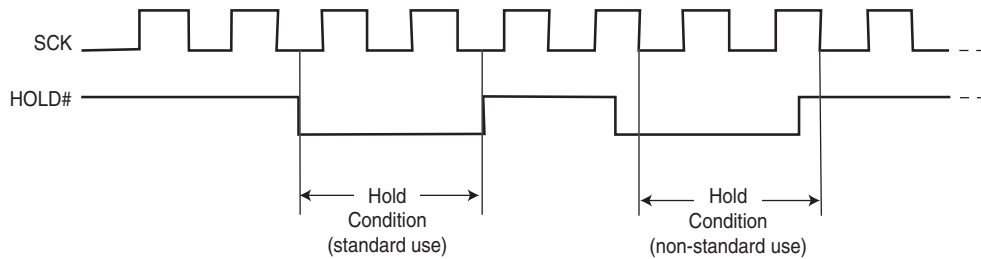 SCK
HOLD#
Hold
Condition
(standard use)
Hold
Condition
(non-standard use)